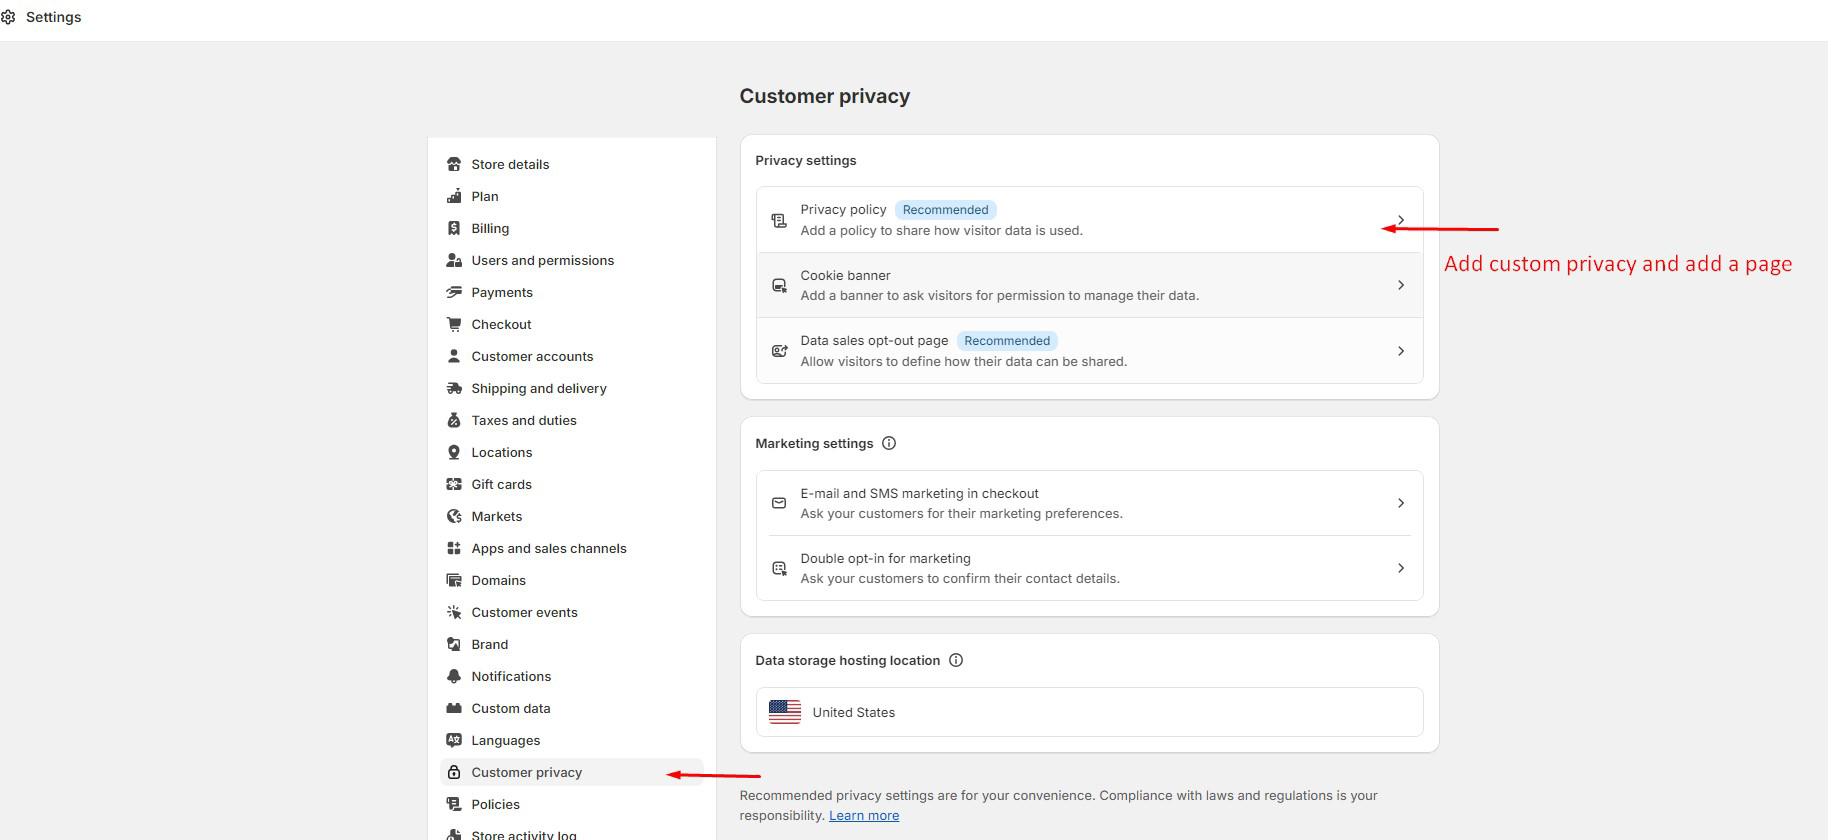 Settings
Customer privacy
Store details
Plan
Billing
Users and permissions
Payments
Checkout
Customer accounts
Shipping and delivery
Taxes and duties
Locations
Gift cards
Markets
Apps and sales channels
Domains
Customer events
Brand
Notifications
Custom data
Languages
Customer privacy
Policies
Store activity log
Privacy settings
Privacy policy Recommended
Add a policy to share how visitor data is used.
Cookie banner
Add a banner to ask visitors for permission to manage their data.
Data sales opt-out page Recommended
Allow visitors to define how their data can be shared.
Add custom privacy and add a page
Marketing settings
E-mail and SMS marketing in checkout
Ask your customers for their marketing preferences.
Double opt-in for marketing
Ask your customers to confirm their contact details.
Data storage hosting location
United States
Recommended privacy settings are for your convenience. Compliance with laws and regulations is your
responsibility. Learn more